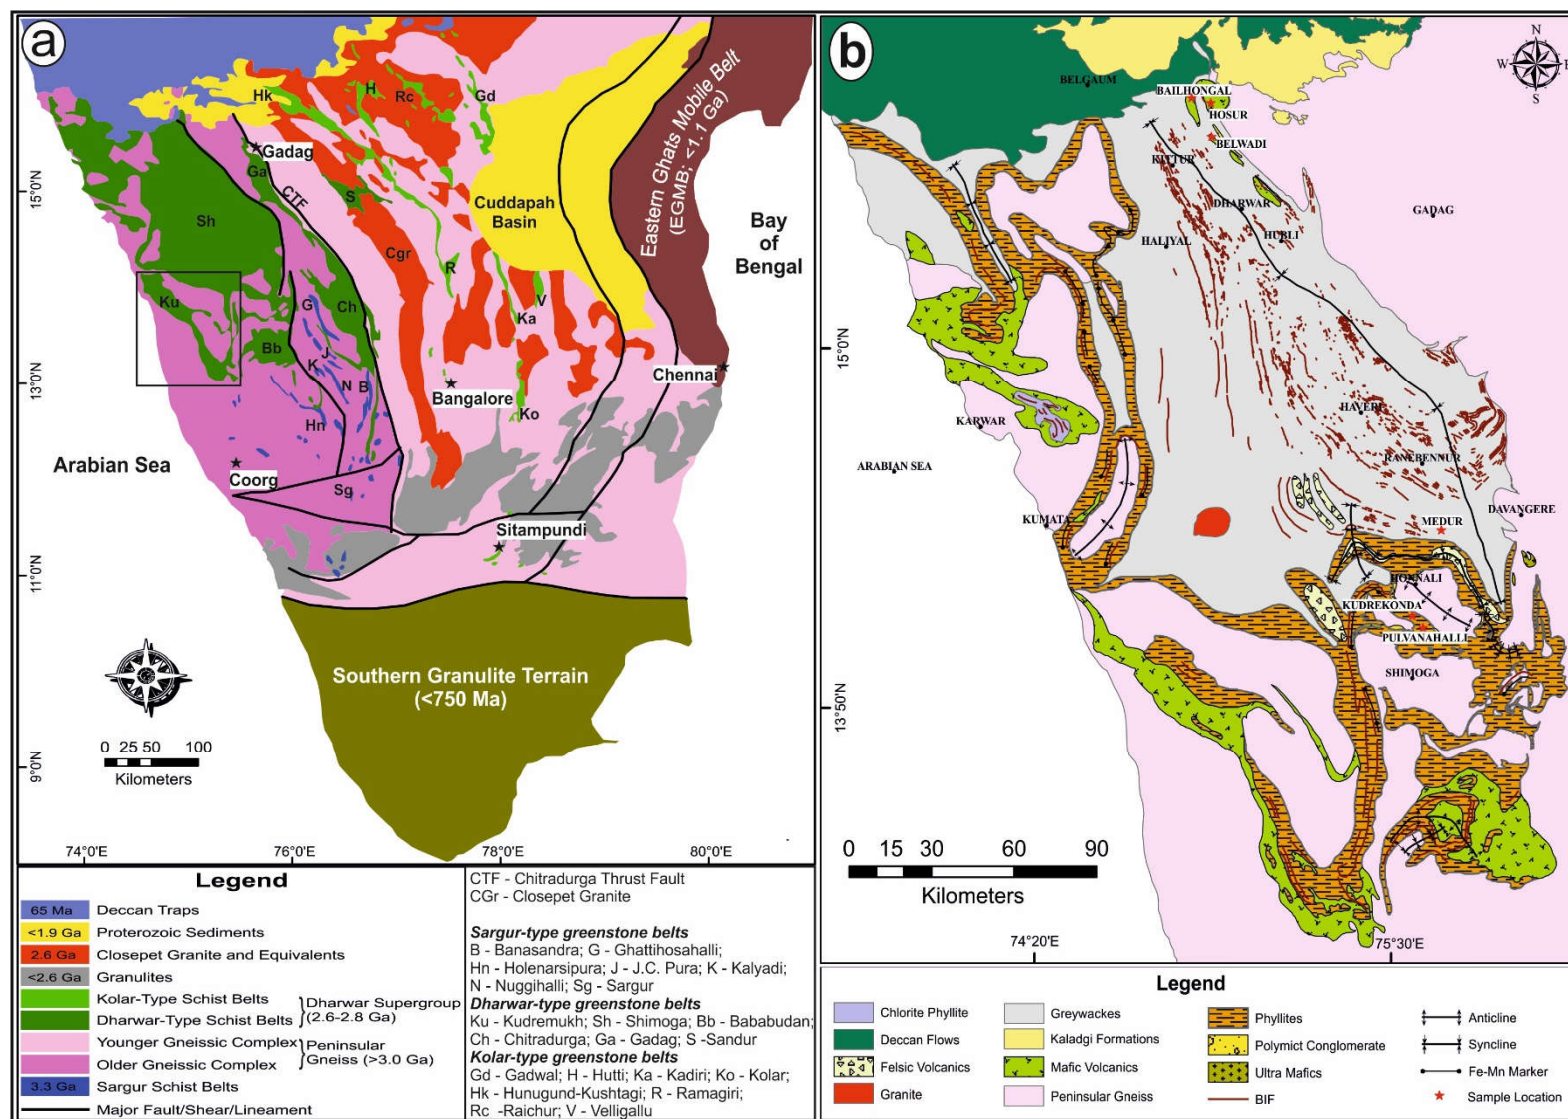 a
Hk
H
Rc
Gd
Gadag
Ga
CTF
S
15°0'N
Sh
Cgr
Cuddapah
Basin
Eastern Ghats Mobile Belt
(EGMB; <1.1 Ga)
Bay
of
Bengal
R
Ku
G
Ch
V
Ka
Bb
J
K
N
B
13°0'N
Bangalore
Chennai
Ko
Hn
Arabian Sea
Coorg
Sg
Sitampundi
11°0'N
Southern Granulite Terrain
(<750 Ma)
0 25 50 100
Kilometers
9°N
74°0'E
76°0'E
78°0'E
80°0'E
Legend
65 Ma Deccan Traps
<1.9 Ga Proterozoic Sediments
2.6 Ga Closepet Granite and Equivalents
<2.6 Ga Granulites
Kolar-Type Schist Belts
Dharwar-Type Schist Belts
Dharwar Supergroup
(2.6-2.8 Ga)
Younger Gneissic Complex
Older Gneissic Complex
Peninsular
Gneiss (>3.0 Ga)
3.3 Ga Sargur Schist Belts
Major Fault/Shear/Lineament
CTF - Chitradurga Thrust Fault
CGr - Closepet Granite
Sargur-type greenstone belts
B - Banasandra; G - Ghattihosahalli;
Hn - Holenarsipura; J - J.C. Pura; K - Kalyadi;
N - Nuggihalli; Sg - Sargur
Dharwar-type greenstone belts
Ku - Kudremukh; Sh - Shimoga; Bb - Bababudan;
Ch - Chitradurga; Ga - Gadag; S -Sandur
Kolar-type greenstone belts
Gd - Gadwal; H - Hutti; Ka - Kadiri; Ko - Kolar;
Hk - Hunugund-Kushtagi; R - Ramagiri;
Rc -Raichur; V - Velligallu
b
N
W E
S
BELGAUM
BAILHONGAL
HOSUR
BELWADI
KITTUR
DHARWAR
GADAG
HALIYAL
HUBLI
15°0'N
KARWAR
HAVERI
ARABIAN SEA
RANEBENNUR
KUMATA
MEDUR
DAVANGERE
HONNALI
KUDREKONDA
PULVANAHALLI
SHIMOGA
13°50'N
0 15 30 60 90
Kilometers
74°20'E
75°30'E
Legend
Chlorite Phyllite
Greywackes
Phyllites
Anticline
Deccan Flows
Kaladgi Formations
Polymict Conglomerate
Syncline
Felsic Volcanics
Mafic Volcanics
Ultra Mafics
Fe-Mn Marker
Granite
Peninsular Gneiss
BIF
Sample Location